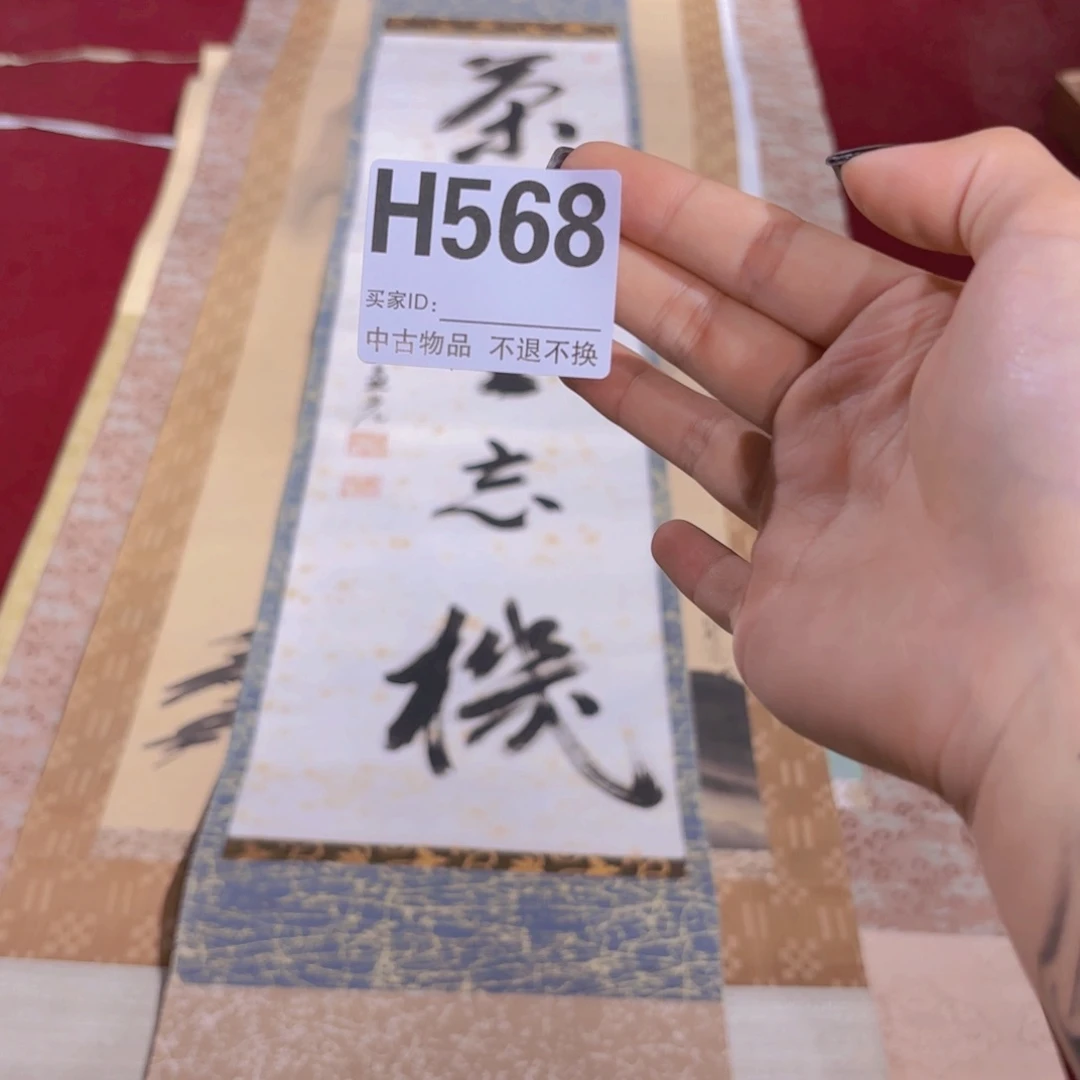 H568
买家ID:
中古物品 不退不换
茶
忘
機